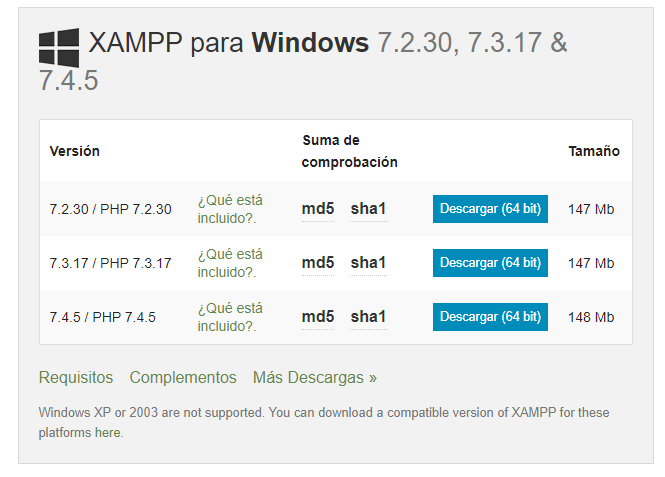 XAMPP para Windows 7.2.30, 7.3.17 &
7.4.5
Versión Suma de comprobación Tamaño
7.2.30 / PHP 7.2.30 ¿Qué está incluido?. md5 sha1 Descargar (64 bit) 147 Mb
7.3.17 / PHP 7.3.17 ¿Qué está incluido?. md5 sha1 Descargar (64 bit) 147 Mb
7.4.5 / PHP 7.4.5 ¿Qué está incluido?. md5 sha1 Descargar (64 bit) 148 Mb
Requisitos Complementos Más Descargas »
Windows XP or 2003 are not supported. You can download a compatible version of XAMPP for these
platforms here.